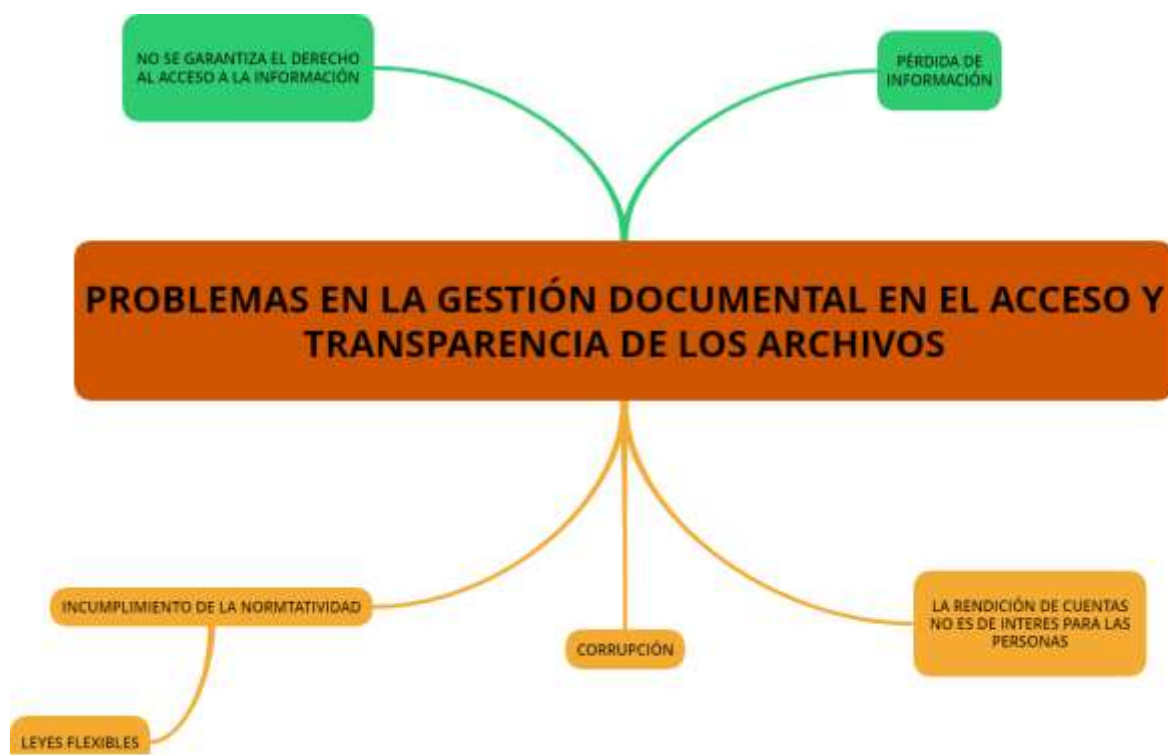 NO SE GARANTIZA EL DERECHO
AL ACCESO A LA INFORMACIÓN
PÉRDIDA DE
INFORMACIÓN
PROBLEMAS EN LA GESTIÓN DOCUMENTAL EN EL ACCESO Y
TRANSPARENCIA DE LOS ARCHIVOS
INCUMPLIMIENTO DE LA NORMTATIVIDAD
CORRUPCIÓN
LA RENDICIÓN DE CUENTAS
NO ES DE INTERES PARA LAS
PERSONAS
LEYES FLEXIBLES